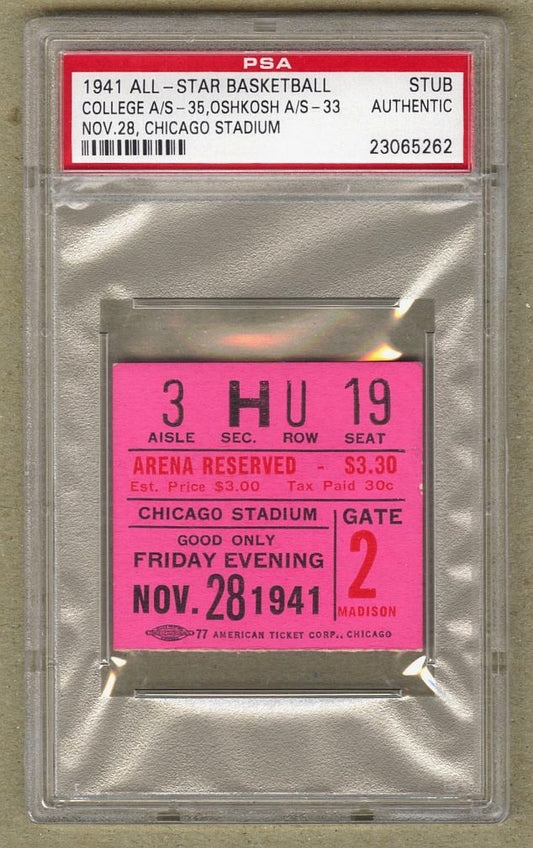 PSA
1941 ALL-STAR BASKETBALL STUB
COLLEGE A/S-35,OSHKOSH A/S-33 AUTHENTIC
NOV.28, CHICAGO STADIUM
23065262
3 H U 19
AISLE SEC. ROW SEAT
ARENA RESERVED - $3.30
Est. Price $3.00 Tax Paid 30c
CHICAGO STADIUM
GOOD ONLY
FRIDAY EVENING
NOV. 28 1941
GATE
2
MADISON
77 AMERICAN TICKET CORP., CHICAGO